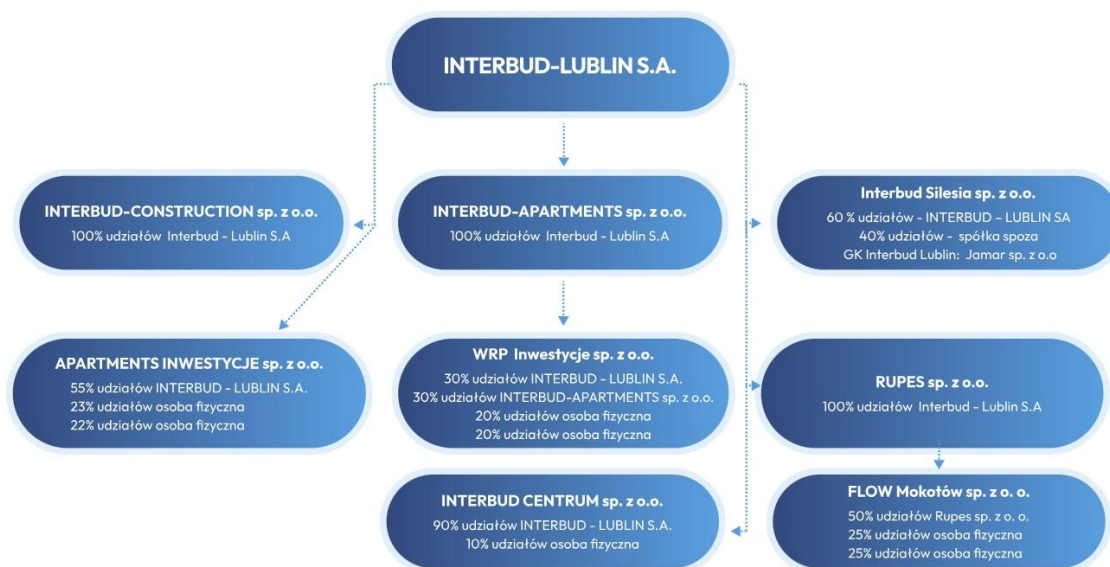 INTERBUD-LUBLIN S.A.
INTERBUD-CONSTRUCTION sp. z o.o.
100% udziałów Interbud - Lublin S.A
INTERBUD-APARTMENTS sp. z o.o.
100% udziałów Interbud - Lublin S.A
Interbud Silesia sp. z o.o.
60 % udziałów - INTERBUD – LUBLIN SA
40% udziałów - spółka spoza
GK Interbud Lublin: Jamar sp. z o.o
APARTMENTS INWESTYCJE sp. z o.o.
55% udziałów INTERBUD - LUBLIN S.A.
23% udziałów osoba fizyczna
22% udziałów osoba fizyczna
WRP Inwestycje sp. z o.o.
30% udziałów INTERBUD - LUBLIN S.A.
30% udziałów INTERBUD-APARTMENTS sp. z o.o.
20% udziałów osoba fizyczna
20% udziałów osoba fizyczna
RUPES sp. z o.o.
100% udziałów Interbud - Lublin S.A
INTERBUD CENTRUM sp. z o.o.
90% udziałów INTERBUD - LUBLIN S.A.
10% udziałów osoba fizyczna
FLOW Mokotów sp. z o. o.
50% udziałów Rupes sp. z o. o.
25% udziałów osoba fizyczna
25% udziałów osoba fizyczna